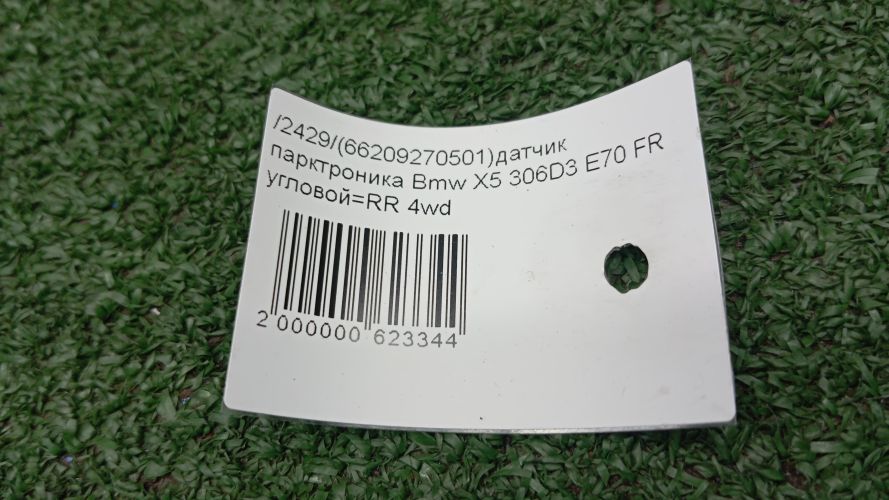 /2429/(66209270501)датчик
парктроника Bmw X5 306D3 E70 FR
угловой=RR 4wd
2 000000 623344